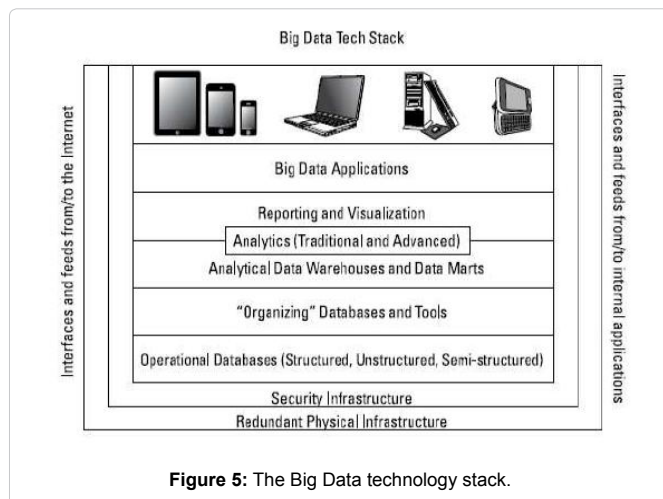 Big Data Tech Stack
Interfaces and feeds from/to the Internet
Big Data Applications
Reporting and Visualization
Analytics (Traditional and Advanced)
Analytical Data Warehouses and Data Marts
“Organizing” Databases and Tools
Operational Databases (Structured, Unstructured, Semi-structured)
Security Infrastructure
Redundant Physical Infrastructure
Interfaces and feeds from/to internal applications
Figure 5: The Big Data technology stack.